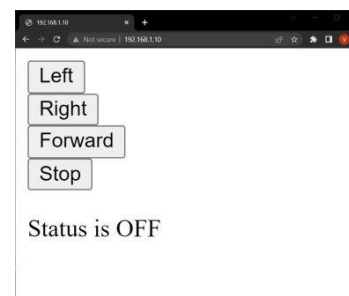 192.168.1.10
Not secure | 192.168.1.10
Left
Right
Forward
Stop
Status is OFF